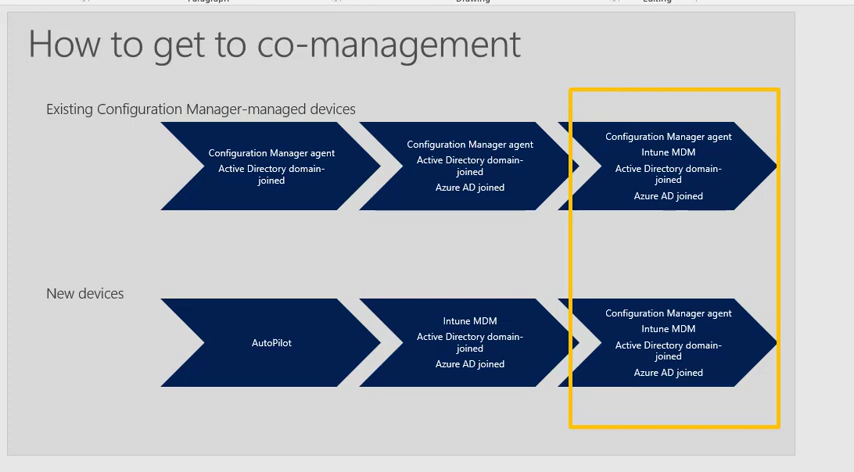 Paragraph
Drawing
Editing
How to get to co-management
Existing Configuration Manager-managed devices
Configuration Manager agent
Active Directory domain-
joined
Configuration Manager agent
Active Directory domain-
joined
Azure AD joined
Configuration Manager agent
Intune MDM
Active Directory domain-
joined
Azure AD joined
New devices
AutoPilot
Intune MDM
Active Directory domain-
joined
Azure AD joined
Configuration Manager agent
Intune MDM
Active Directory domain-
joined
Azure AD joined